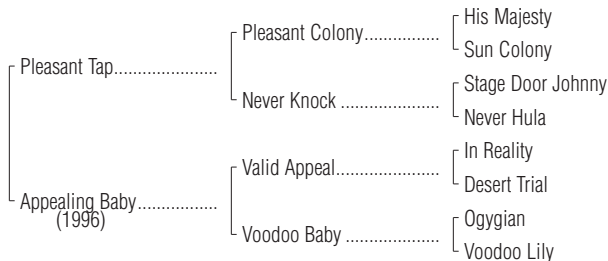 His Majesty
Pleasant Colony.................
Sun Colony
Pleasant Tap......................
Stage Door Johnny
Never Knock ......................
Never Hula
In Reality
Valid Appeal.......................
Desert Trial
Appealing Baby.................
(1996)
Ogygian
Voodoo Baby .....................
Voodoo Lily